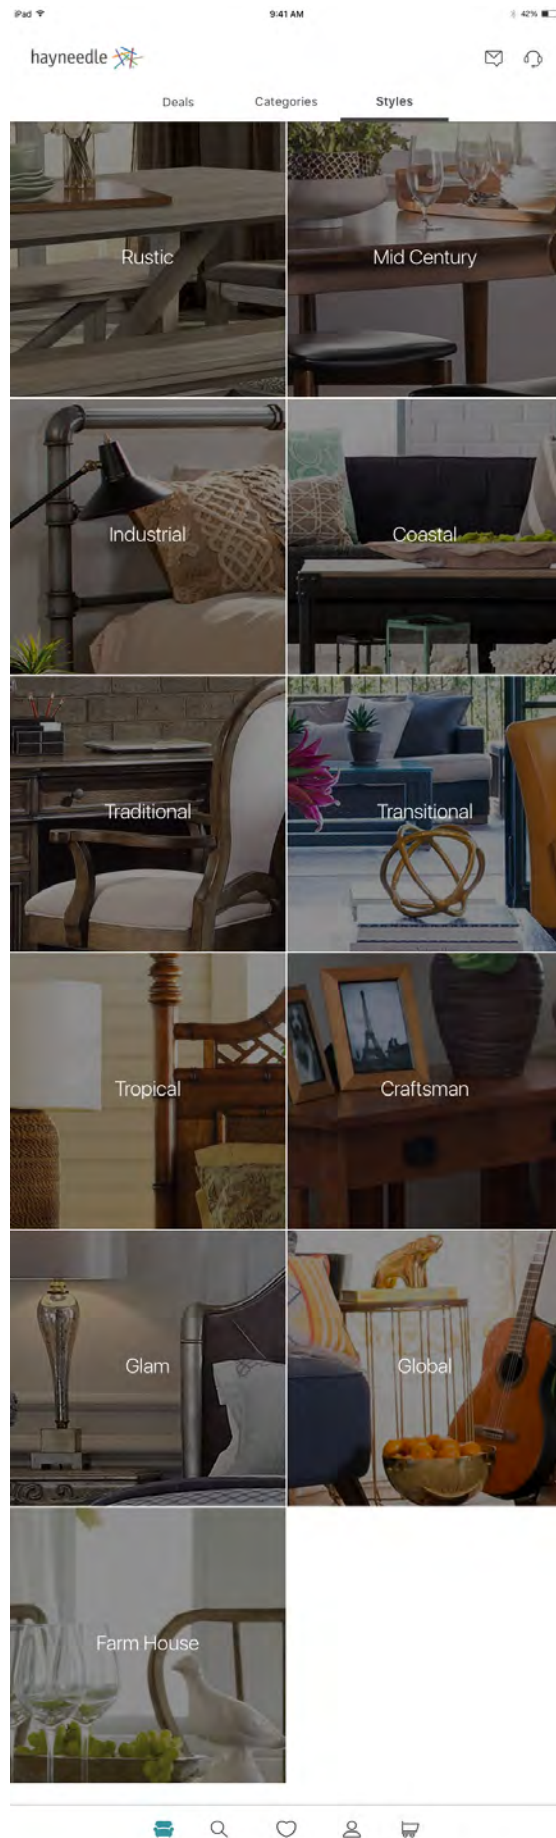 iPad 9:41 AM 42%
hayneedle
Deals Categories Styles
Rustic Mid Century
Industrial Coastal
Traditional Transitional
Tropical Craftsman
Glam Global
Farm House